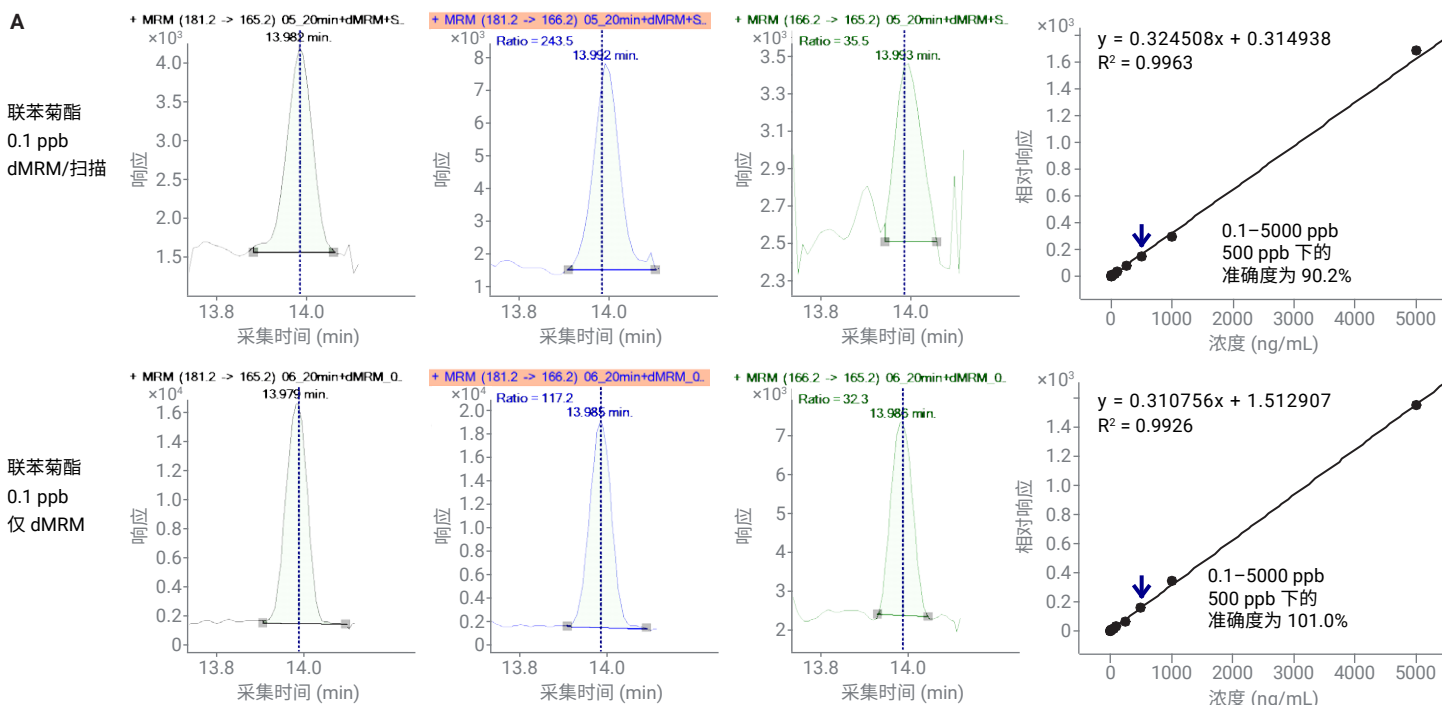 A
联苯菊酯
0.1 ppb
dMRM/扫描
+ MRM (181.2 -> 165.2) 05_20min+dMRM+S..
×10³
13.982 min.
4.0
3.5
3.0
2.5
2.0
1.5
响应
13.8
14.0
采集时间 (min)
+ MRM (181.2 -> 166.2) 05_20min+dMRM+S..
×10³
Ratio = 243.5
13.992 min.
8
7
6
5
4
3
2
1
响应
13.8
14.0
采集时间 (min)
+ MRM (166.2 -> 165.2) 05_20min+dMRM+S..
×10³
Ratio = 35.5
13.993 min.
3.5
3.3
3.1
2.9
2.7
2.5
2.3
响应
13.8
14.0
采集时间 (min)
×10³
y = 0.324508x + 0.314938
R² = 0.9963
1.8
1.6
1.4
1.2
1.0
0.8
0.6
0.4
0.2
0
相对响应
0.1–5000 ppb
500 ppb 下的
准确度为 90.2%
0
1000
2000
3000
4000
5000
浓度 (ng/mL)
联苯菊酯
0.1 ppb
仅 dMRM
+ MRM (181.2 -> 165.2) 06_20min+dMRM_0..
×10⁴
13.979 min.
1.6
1.4
1.2
1.0
0.8
0.6
0.4
0.2
0
响应
13.8
14.0
采集时间 (min)
+ MRM (181.2 -> 166.2) 06_20min+dMRM_0..
×10⁴
Ratio = 117.2
13.985 min.
2.0
1.8
1.6
1.4
1.2
1.0
0.8
0.6
0.4
0.2
0
响应
13.8
14.0
采集时间 (min)
+ MRM (166.2 -> 165.2) 06_20min+dMRM_0..
×10³
Ratio = 32.3
13.986 min.
7
6
5
4
3
2
响应
13.8
14.0
采集时间 (min)
×10³
y = 0.310756x + 1.512907
R² = 0.9926
1.6
1.4
1.2
1.0
0.8
0.6
0.4
0.2
0
相对响应
0.1–5000 ppb
500 ppb 下的
准确度为 101.0%
0
1000
2000
3000
4000
5000
浓度 (ng/mL)